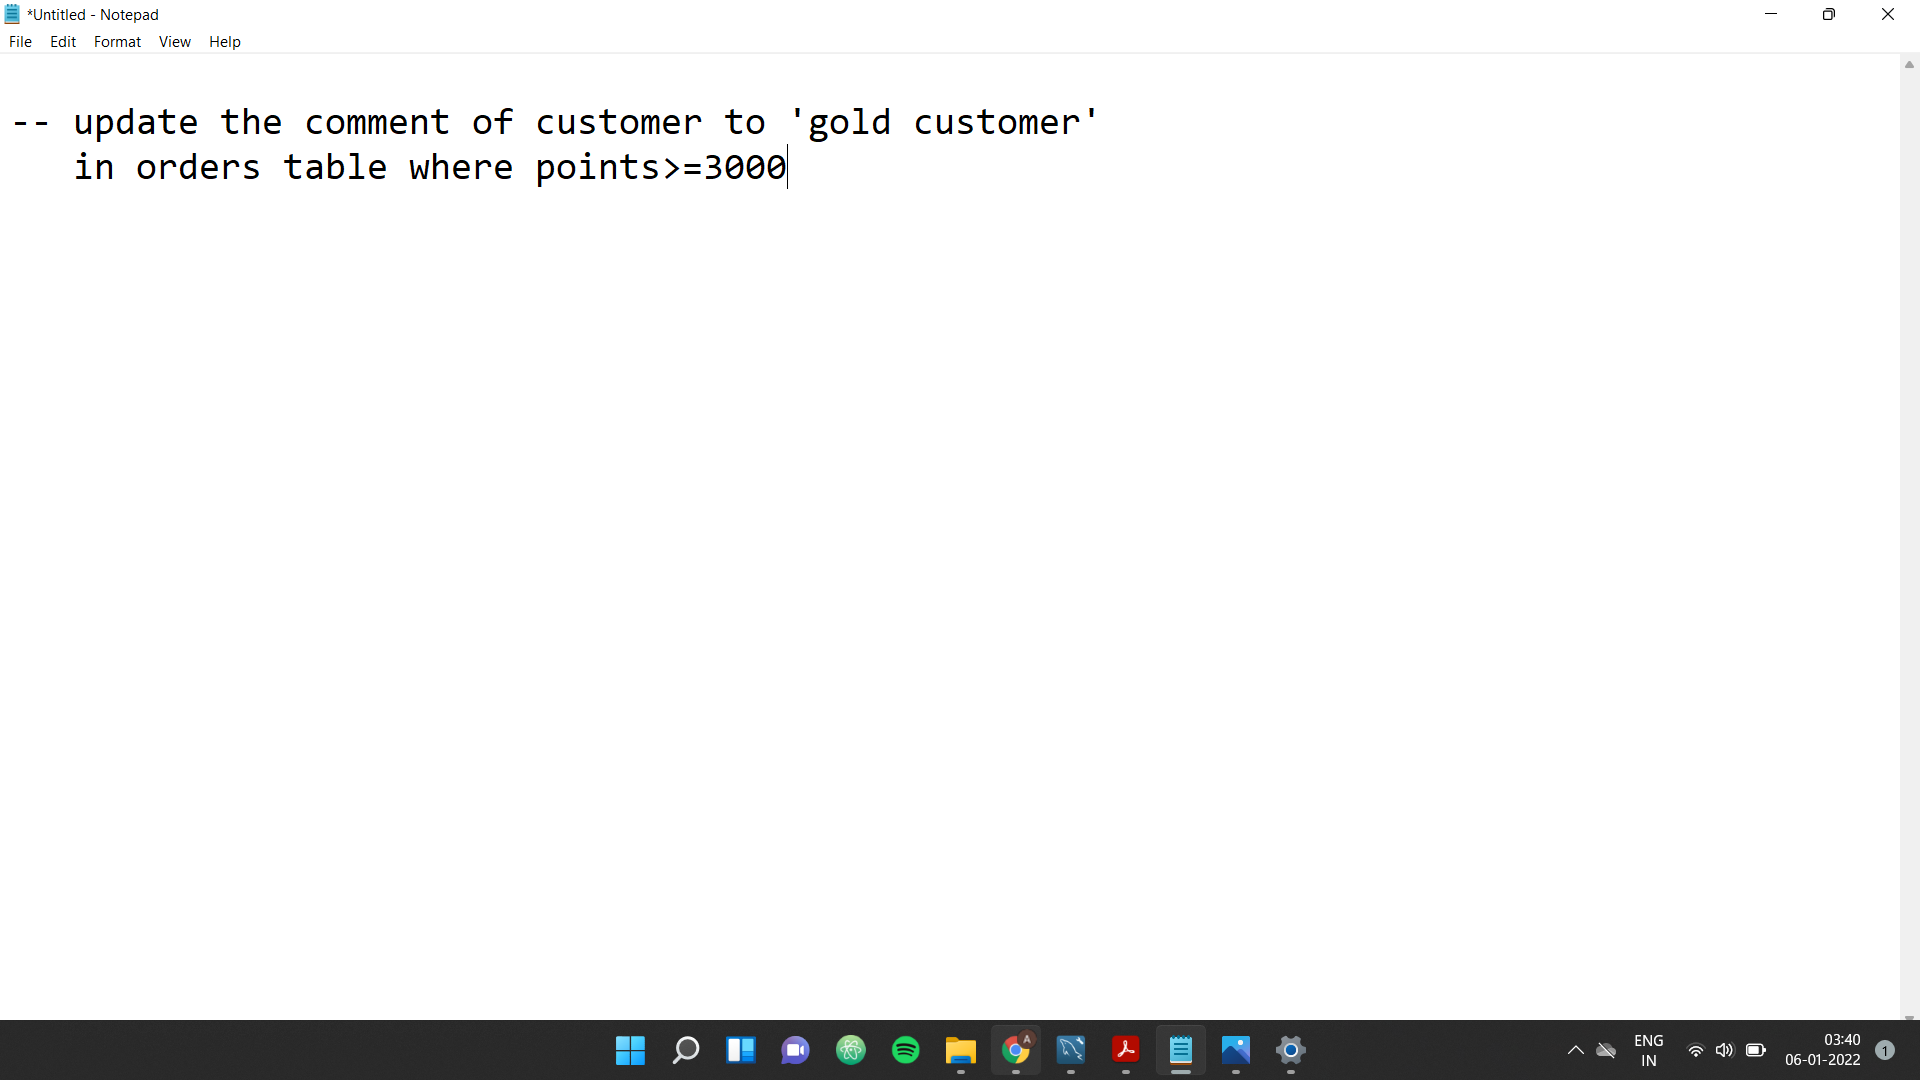 *Untitled - Notepad
File Edit Format View Help
-- update the comment of customer to 'gold customer'
in orders table where points>=3000
A
ENG
IN
03:40
06-01-2022
1